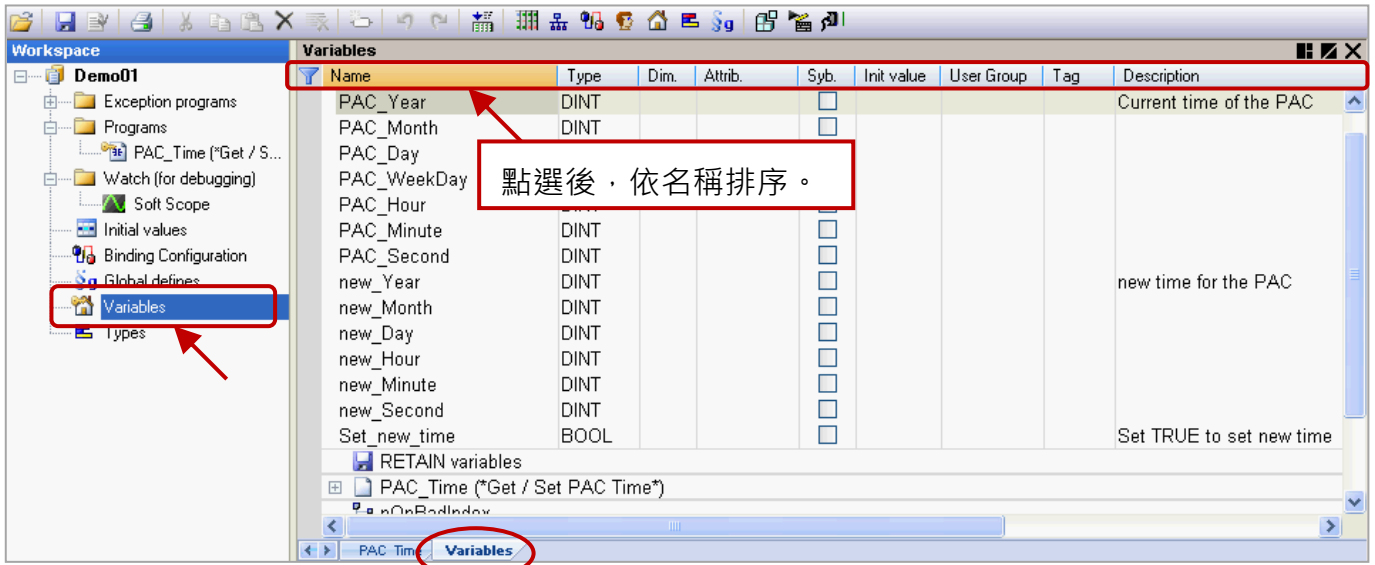 Workspace
Variables
Demo01
Name Type Dim. Attrib. Syb. Init value User Group Tag Description
Exception programs
PAC_Year DINT Current time of the PAC
Programs
PAC_Month DINT
PAC_Time (*Get / S...
PAC_Day
Watch (for debugging)
PAC_WeekDay
點選後，依名稱排序。
Soft Scope
PAC_Hour DINT
Initial values
PAC_Minute DINT
Binding Configuration
PAC_Second DINT
Global defines
new_Year DINT new time for the PAC
Variables
new_Month DINT
Types
new_Day DINT
new_Hour DINT
new_Minute DINT
new_Second DINT
Set_new_time BOOL Set TRUE to set new time
RETAIN variables
PAC_Time (*Get / Set PAC Time*)
nOnBadIndex
PAC Time Variables